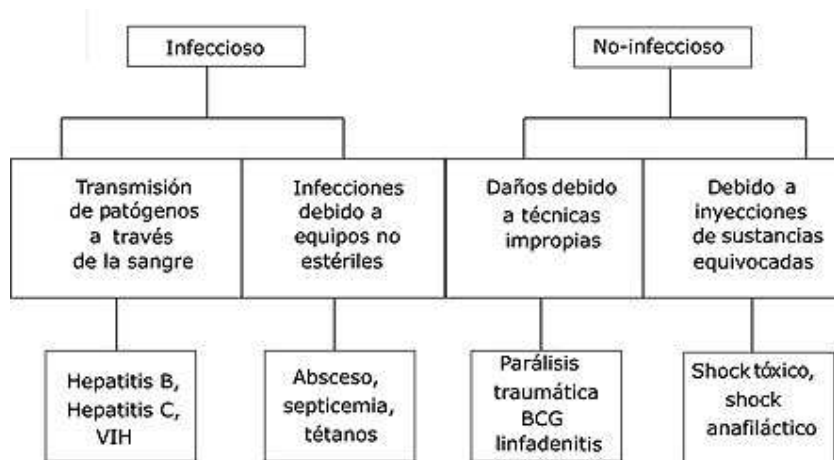 Infeccioso
No-infeccioso
Transmisión
de patógenos
a través
de la sangre
Infecciones
debido a
equipos no
estériles
Daños debido
a técnicas
impropias
Debido a
inyecciones
de sustancias
equivocadas
Hepatitis B,
Hepatitis C,
VIH
Absceso,
septicemia,
tétanos
Parálisis
traumática
BCG
linfadenitis
Shock tóxico,
shock
anafiláctico